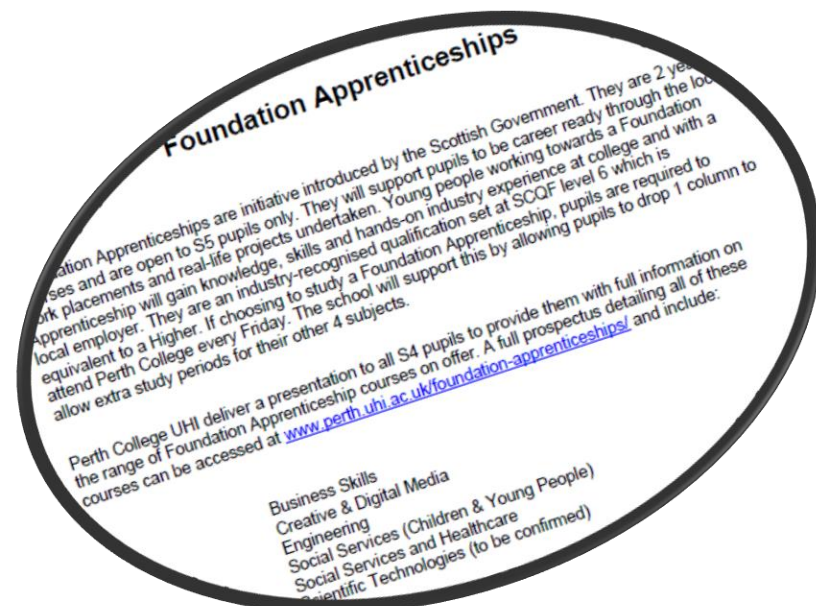 Foundation Apprenticeships
Apprenticeships are initiative introduced by the Scottish Government. They are 2
and are open to S5 pupils only. They will support pupils to be career ready through the
placements and real-life projects undertaken. Young people working towards a Foundation
Apprenticeship will gain knowledge, skills and hands-on industry experience at college and with a
local employer. They are an industry-recognised qualification set at SCQF level 6 which is
equivalent to a Higher. If choosing to study a Foundation Apprenticeship, pupils are required to
attend Perth College every Friday. The school will support this by allowing pupils to drop 1 column to
allow extra study periods for their other 4 subjects.
Perth College UHI deliver a presentation to all S4 pupils to provide them with full information on
the range of Foundation Apprenticeship courses on offer. A full prospectus detailing all of these
courses can be accessed at www.perth.uhi.ac.uk/foundation-apprenticeships/ and include:
Business Skills
Creative & Digital Media
Engineering
Social Services (Children & Young People)
Social Services and Healthcare
Scientific Technologies (to be confirmed)